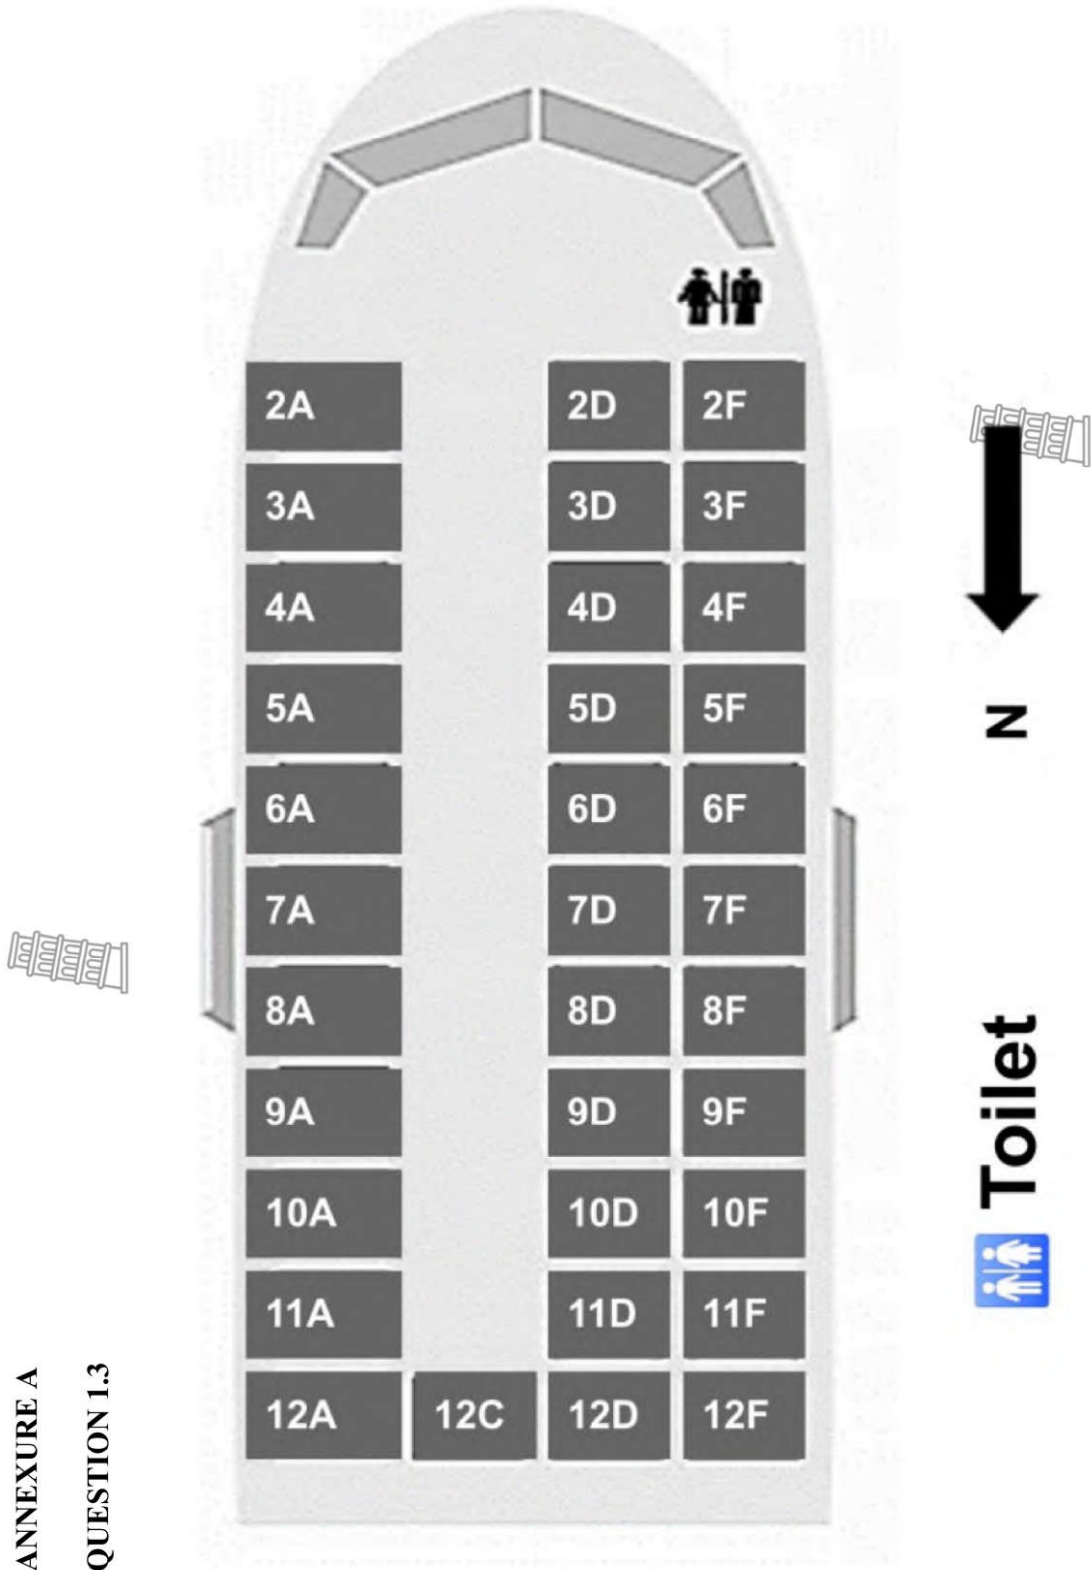 ANNEXURE A
QUESTION 1.3
2A 2D 2F
3A 3D 3F
4A 4D 4F
5A 5D 5F
6A 6D 6F
7A 7D 7F
8A 8D 8F
9A 9D 9F
10A 10D 10F
11A 11D 11F
12A 12C 12D 12F
N
Toilet